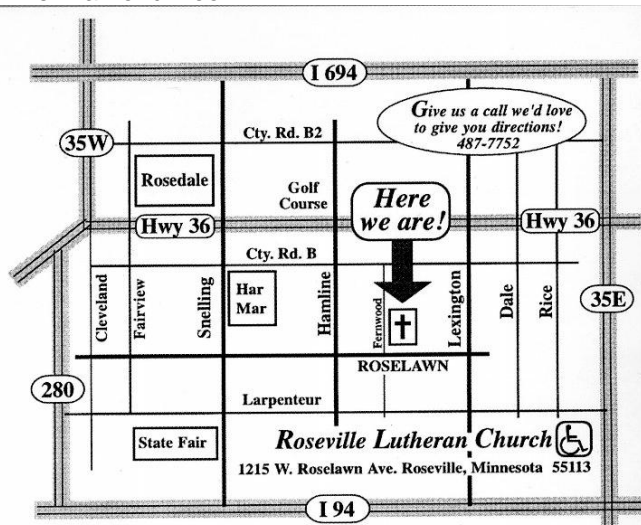 I 694
Give us a call we'd love
to give you directions!
487-7752
35W
Cty. Rd. B2
Rosedale
Golf
Course
Here
we are!
Hwy 36
Hwy 36
Cty. Rd. B
Cleveland
Fairview
Snelling
Har
Mar
Hamline
Fernwood
Lexington
Dale
Rice
35E
ROSELAWN
280
Larpenteur
State Fair
Roseville Lutheran Church
1215 W. Roselawn Ave. Roseville, Minnesota 55113
I 94